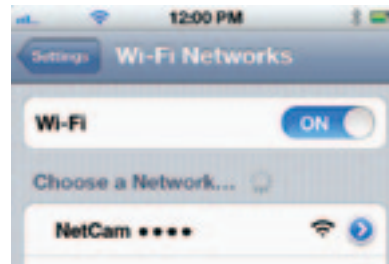 12:00 PM
Settings Wi-Fi Networks
Wi-Fi ON
Choose a Network...
NetCam ••••